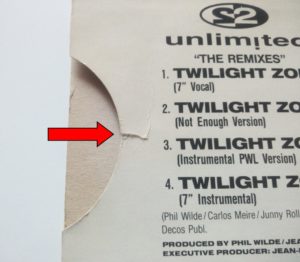 2
unlimited
"THE REMIXES"
1. TWILIGHT ZO
(7" Vocal)
2. TWILIGHT ZO
(Not Enough Version)
3. TWILIGHT ZO
(Instrumental PWL Version)
4. TWILIGHT ZO
(7" Instrumental)
(Phil Wilde/Carlos Meire/Junny Roll
Decos Publ.
PRODUCED BY PHIL WILDE/JEA
EXECUTIVE PRODUCER: JEAN-